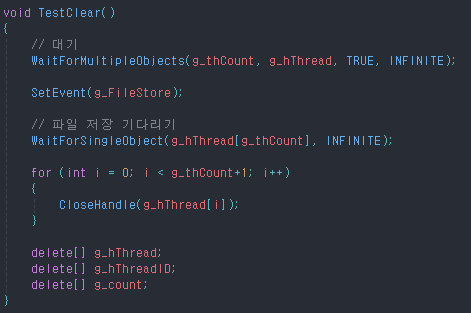 void TestClear()
{
    // 대기
    WaitForMultipleObjects(g_thCount, g_hThread, TRUE, INFINITE);
    SetEvent(g_FileStore);
    // 파일 저장 기다리기
    WaitForSingleObject(g_hThread[g_thCount], INFINITE);
    for (int i = 0; i < g_thCount+1; i++)
    {
        CloseHandle(g_hThread[i]);
    }
    delete[] g_hThread;
    delete[] g_hThreadID;
    delete[] g_count;
}